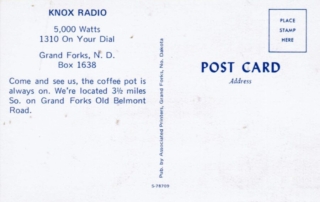 KNOX RADIO
5,000 Watts
1310 On Your Dial
Grand Forks, N. D.
Box 1638
Come and see us, the coffee pot is
always on. We're located 3½ miles
So. on Grand Forks Old Belmont
Road.
Pub. by Associated Printers, Grand Forks, No. Dakota
S-78709
PLACE
STAMP
HERE
POST CARD
Address